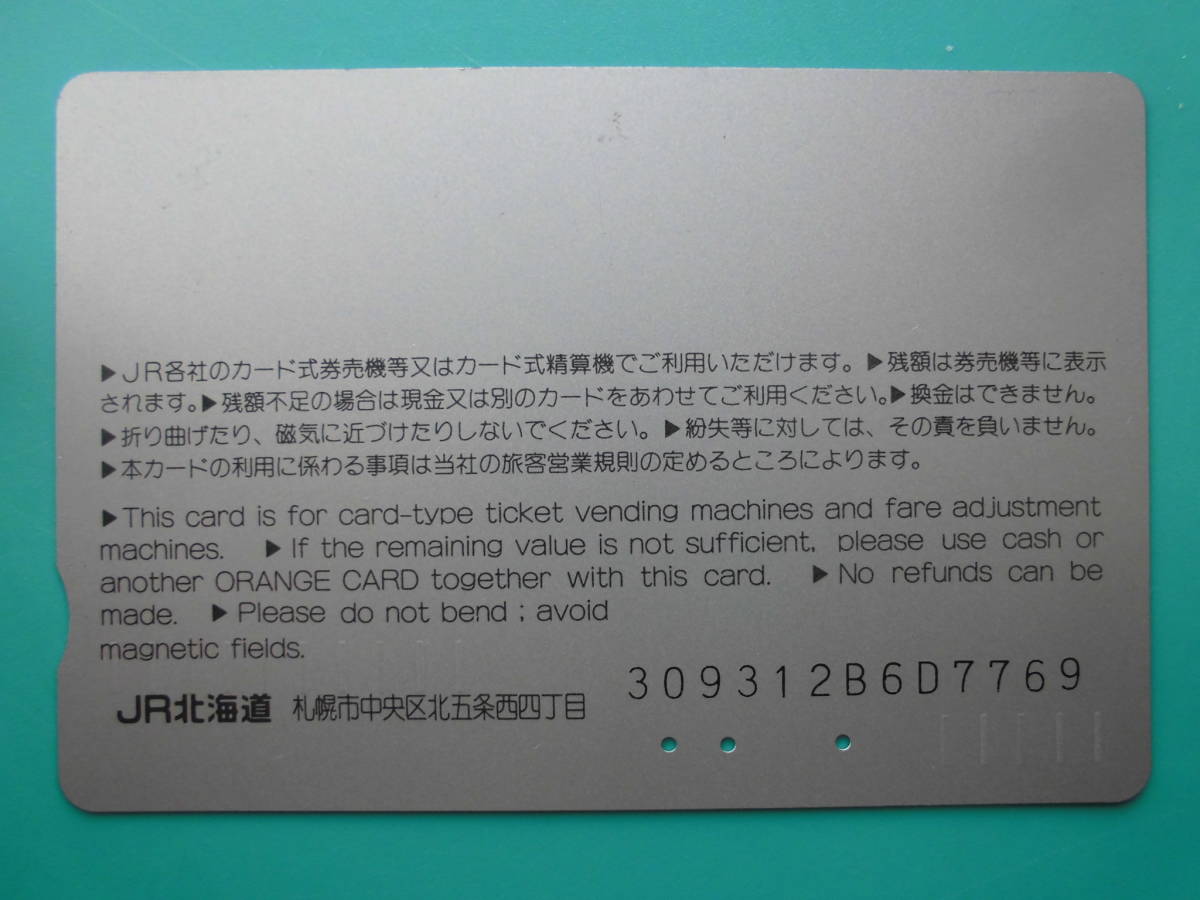 ▶JR各社のカード式券売機等又はカード式精算機でご利用いただけます。▶残額は券売機等に表示
されます。▶残額不足の場合は現金又は別のカードをあわせてご利用ください。▶換金はできません。
▶折り曲げたり、磁気に近づけたりしないでください。▶紛失等に対しては、その責を負いません。
▶本カードの利用に係わる事項は当社の旅客営業規則の定めるところによります。
▶This card is for card-type ticket vending machines and fare adjustment
machines. ▶If the remaining value is not sufficient, please use cash or
another ORANGE CARD together with this card. ▶No refunds can be
made. ▶Please do not bend ; avoid
magnetic fields.
309312B6D7769
JR北海道 札幌市中央区北五条西四丁目